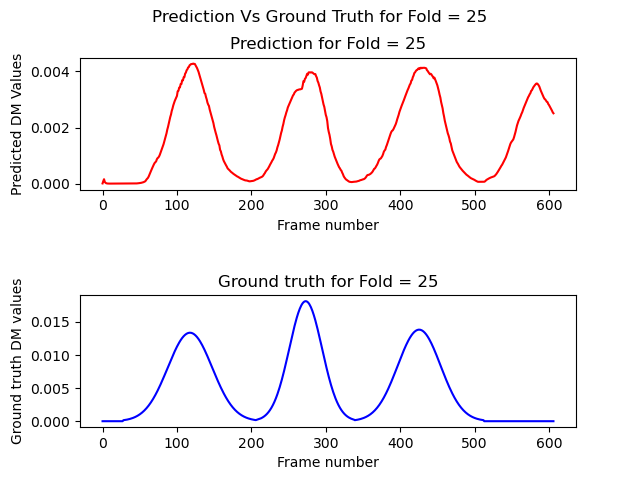 Prediction Vs Ground Truth for Fold = 25
Prediction for Fold = 25
Predicted DM Values
0.004
0.002
0.000
0 100 200 300 400 500 600
Frame number
Ground truth for Fold = 25
Ground truth DM values
0.015
0.010
0.005
0.000
0 100 200 300 400 500 600
Frame number